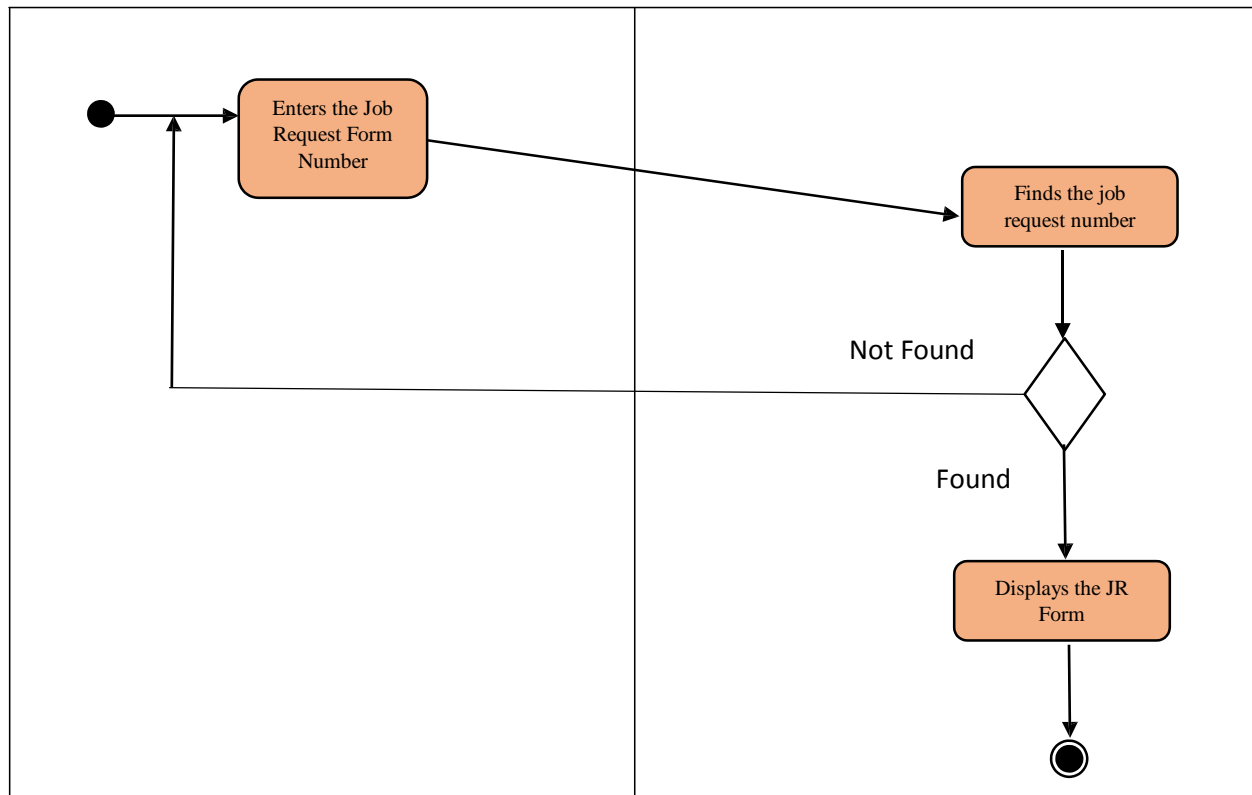 Enters the Job
Request Form
Number
Finds the job
request number
Not Found
Found
Displays the JR
Form